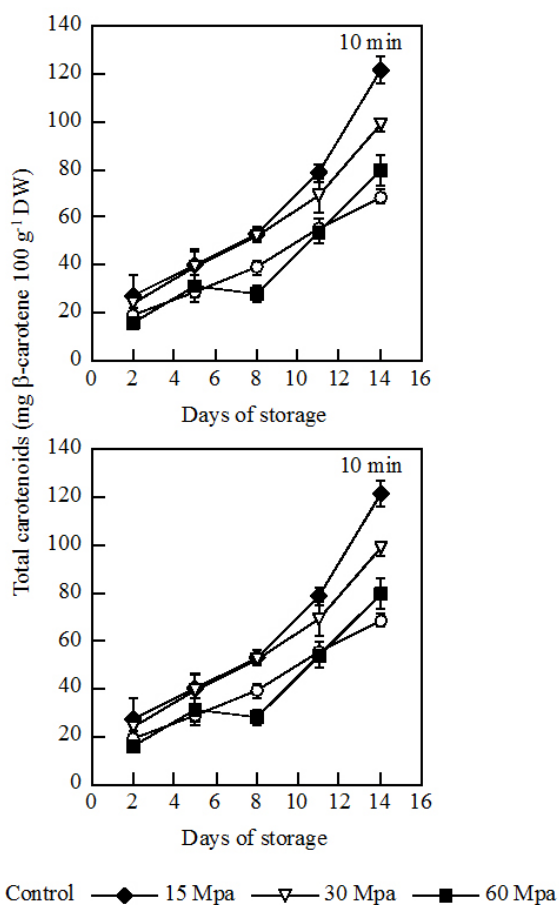 Total carotenoids (mg β-carotene 100 g⁻¹ DW)
140
120
100
80
60
40
20
0
10 min
0 2 4 6 8 10 12 14 16
Days of storage
140
120
100
80
60
40
20
0
10 min
0 2 4 6 8 10 12 14 16
Days of storage
Control 15 Mpa 30 Mpa 60 Mpa